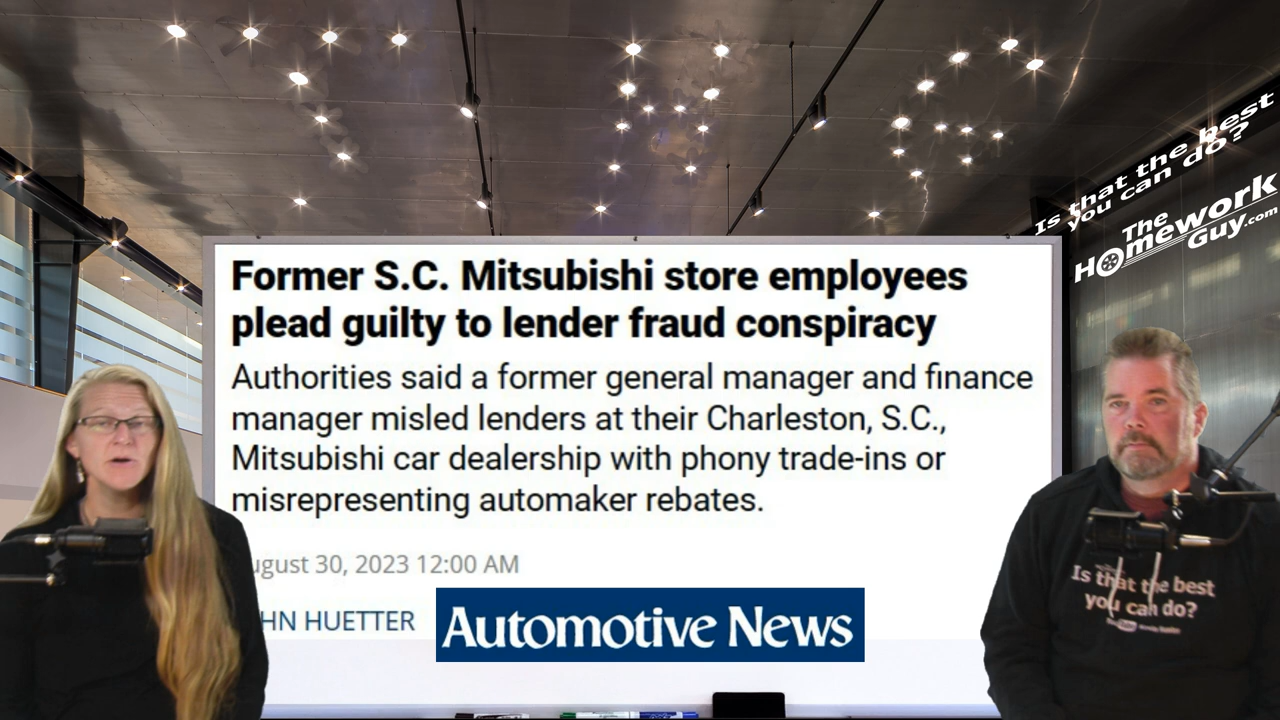 Is that the best
you can do?
The
Homework
Guy.com
Former S.C. Mitsubishi store employees
plead guilty to lender fraud conspiracy
Authorities said a former general manager and finance
manager misled lenders at their Charleston, S.C.,
Mitsubishi car dealership with phony trade-ins or
misrepresenting automaker rebates.
ugust 30, 2023 12:00 AM
HN HUETTER
Automotive News
Is that the best
you can do?